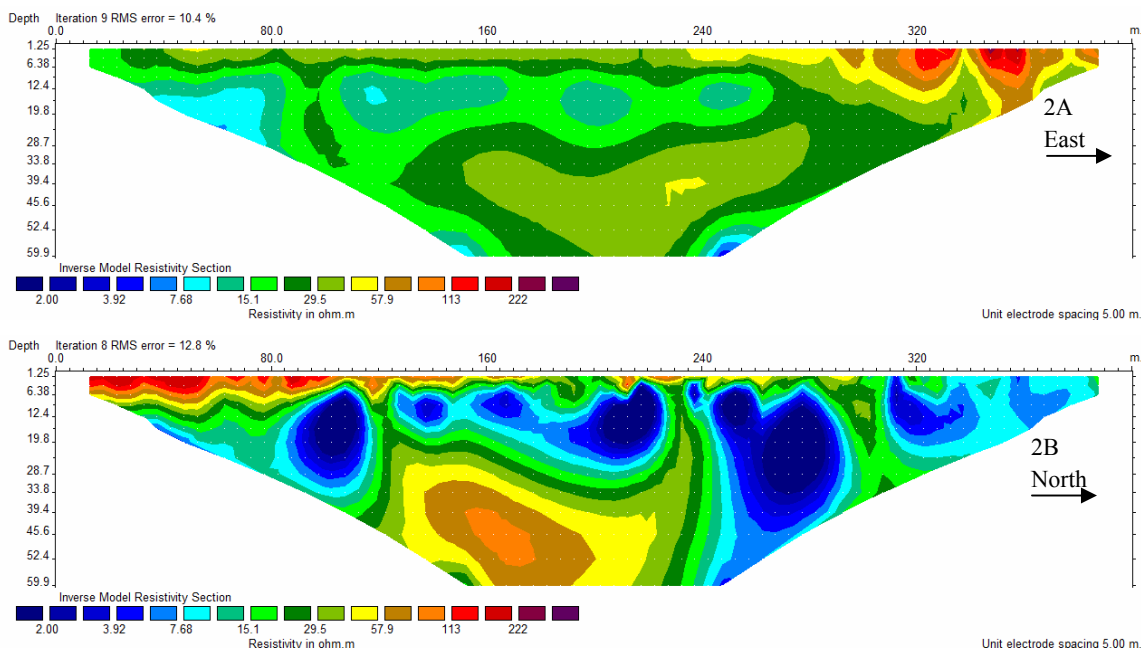 Depth Iteration 9 RMS error = 10.4 %
0.0 80.0 160 240 320 m.
1.25
6.38
12.4
19.8
28.7
33.8
39.4
45.6
52.4
59.9
2A
East
Inverse Model Resistivity Section
2.00 3.92 7.68 15.1 29.5 57.9 113 222
Resistivity in ohm.m
Unit electrode spacing 5.00 m.
Depth Iteration 8 RMS error = 12.8 %
0.0 80.0 160 240 320 m.
1.25
6.38
12.4
19.8
28.7
33.8
39.4
45.6
52.4
59.9
2B
North
Inverse Model Resistivity Section
2.00 3.92 7.68 15.1 29.5 57.9 113 222
Resistivity in ohm.m
Unit electrode spacing 5.00 m.